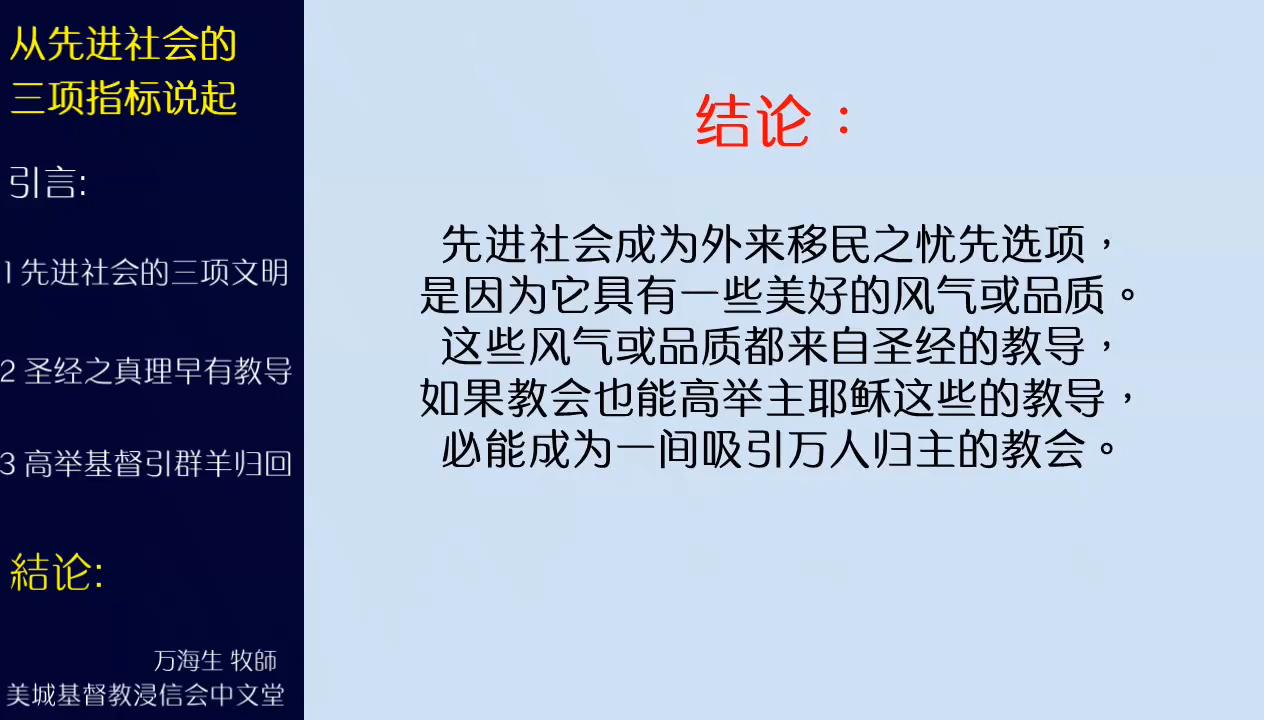 从先进社会的
三项指标说起
引言:
1 先进社会的三项文明
2 圣经之真理早有教导
3 高举基督引群羊归回
結论:
万海生 牧師
美城基督教浸信会中文堂
结论：
先进社会成为外来移民之忧先选项，
是因为它具有一些美好的风气或品质。
这些风气或品质都来自圣经的教导，
如果教会也能高举主耶稣这些的教导，
必能成为一间吸引万人归主的教会。